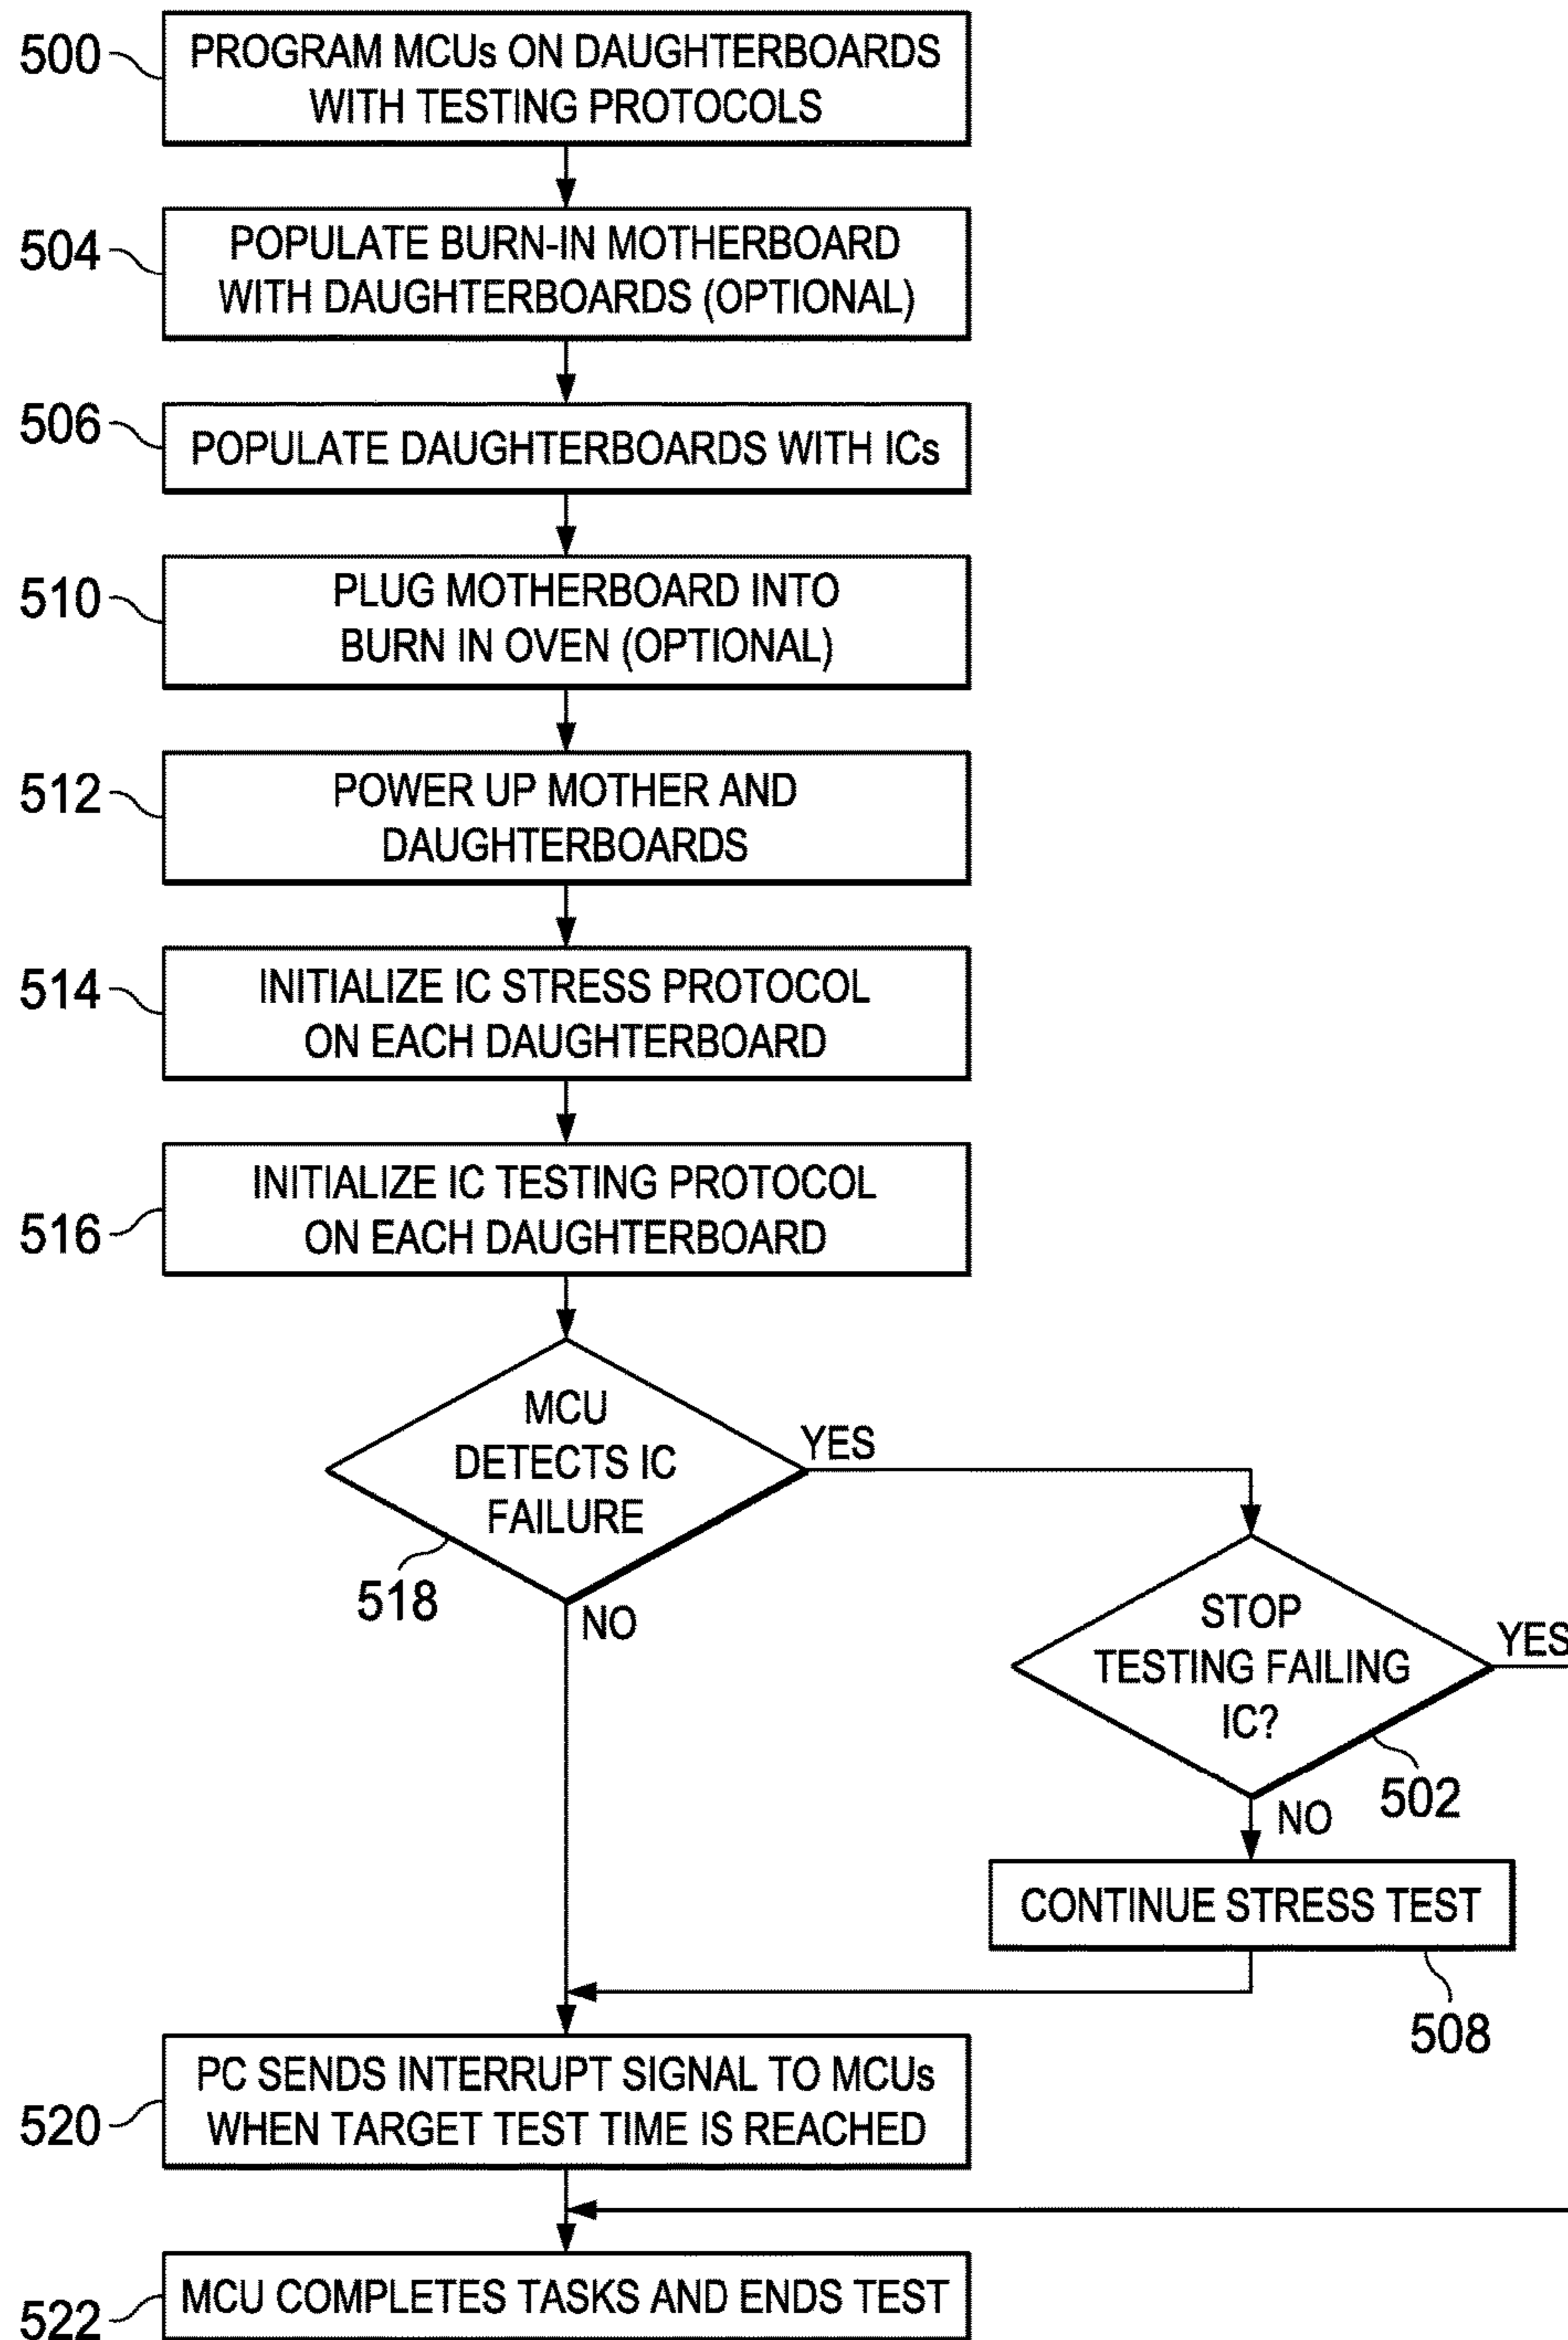 500
PROGRAM MCUs ON DAUGHTERBOARDS
WITH TESTING PROTOCOLS
504
POPULATE BURN-IN MOTHERBOARD
WITH DAUGHTERBOARDS (OPTIONAL)
506
POPULATE DAUGHTERBOARDS WITH ICs
510
PLUG MOTHERBOARD INTO
BURN IN OVEN (OPTIONAL)
512
POWER UP MOTHER AND
DAUGHTERBOARDS
514
INITIALIZE IC STRESS PROTOCOL
ON EACH DAUGHTERBOARD
516
INITIALIZE IC TESTING PROTOCOL
ON EACH DAUGHTERBOARD
MCU
DETECTS IC
FAILURE
YES
518
NO
STOP
TESTING FAILING
IC?
YES
502
NO
CONTINUE STRESS TEST
508
520
PC SENDS INTERRUPT SIGNAL TO MCUs
WHEN TARGET TEST TIME IS REACHED
522
MCU COMPLETES TASKS AND ENDS TEST